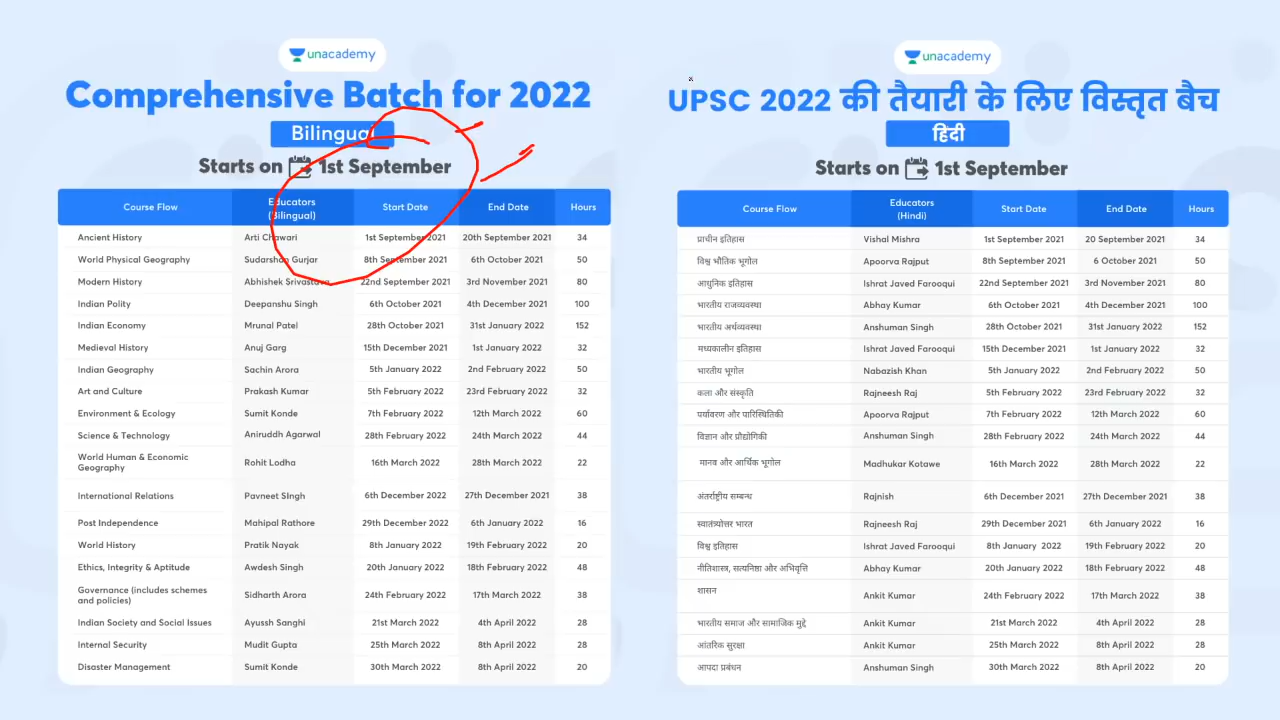 unacademy
Comprehensive Batch for 2022
Bilingual
Starts on 1st September
Course Flow Educators (Bilingual) Start Date End Date Hours
Ancient History Arti Chawari 1st September 2021 20th September 2021 34
World Physical Geography Sudarshan Gurjar 8th September 2021 6th October 2021 50
Modern History Abhishek Srivastava 22nd September 2021 3rd November 2021 80
Indian Polity Deepanshu Singh 6th October 2021 4th December 2021 100
Indian Economy Mrunal Patel 28th October 2021 31st January 2022 152
Medieval History Anuj Garg 15th December 2021 1st January 2022 32
Indian Geography Sachin Arora 5th January 2022 2nd February 2022 50
Art and Culture Prakash Kumar 5th February 2022 23rd February 2022 32
Environment & Ecology Sumit Konde 7th February 2022 12th March 2022 60
Science & Technology Aniruddh Agarwal 28th February 2022 24th March 2022 44
World Human & Economic Geography Rohit Lodha 16th March 2022 28th March 2022 22
International Relations Pavneet SIngh 6th December 2022 27th December 2021 38
Post Independence Mahipal Rathore 29th December 2022 6th January 2022 16
World History Pratik Nayak 8th January 2022 19th February 2022 20
Ethics, Integrity & Aptitude Awdesh Singh 20th January 2022 18th February 2022 48
Governance (includes schemes and policies) Sidharth Arora 24th February 2022 17th March 2022 38
Indian Society and Social Issues Ayussh Sanghi 21st March 2022 4th April 2022 28
Internal Security Mudit Gupta 25th March 2022 8th April 2022 28
Disaster Management Sumit Konde 30th March 2022 8th April 2022 20
unacademy
UPSC 2022 की तैयारी के लिए विस्तृत बैच
हिंदी
Starts on 1st September
Course Flow Educators (Hindi) Start Date End Date Hours
प्राचीन इतिहास Vishal Mishra 1st September 2021 20 September 2021 34
विश्व भौतिक भूगोल Apoorva Rajput 8th September 2021 6 October 2021 50
आधुनिक इतिहास Ishrat Javed Farooqui 22nd September 2021 3rd November 2021 80
भारतीय राजव्यवस्था Abhay Kumar 6th October 2021 4th December 2021 100
भारतीय अर्थव्यवस्था Anshuman Singh 28th October 2021 31st January 2022 152
मध्यकालीन इतिहास Ishrat Javed Farooqui 15th December 2021 1st January 2022 32
भारतीय भूगोल Nabazish Khan 5th January 2022 2nd February 2022 50
कला और संस्कृति Rajneesh Raj 5th February 2022 23rd February 2022 32
पर्यावरण और पारिस्थितिकी Apoorva Rajput 7th February 2022 12th March 2022 60
विज्ञान और प्रौद्योगिकी Anshuman Singh 28th February 2022 24th March 2022 44
मानव और आर्थिक भूगोल Madhukar Kotawe 16th March 2022 28th March 2022 22
अंतर्राष्ट्रीय सम्बन्ध Rajnish 6th December 2021 27th December 2021 38
स्वातंत्र्योत्तर भारत Rajneesh Raj 29th December 2021 6th January 2022 16
विश्व इतिहास Ishrat Javed Farooqui 8th January 2022 19th February 2022 20
नीतिशास्त्र, सत्यनिष्ठा और अभिवृत्ति Abhay Kumar 20th January 2022 18th February 2022 48
शासन Ankit Kumar 24th February 2022 17th March 2022 38
भारतीय समाज और सामाजिक मुद्दे Ankit Kumar 21st March 2022 4th April 2022 28
आंतरिक सुरक्षा Ankit Kumar 25th March 2022 8th April 2022 28
आपदा प्रबंधन Anshuman Singh 30th March 2022 8th April 2022 20